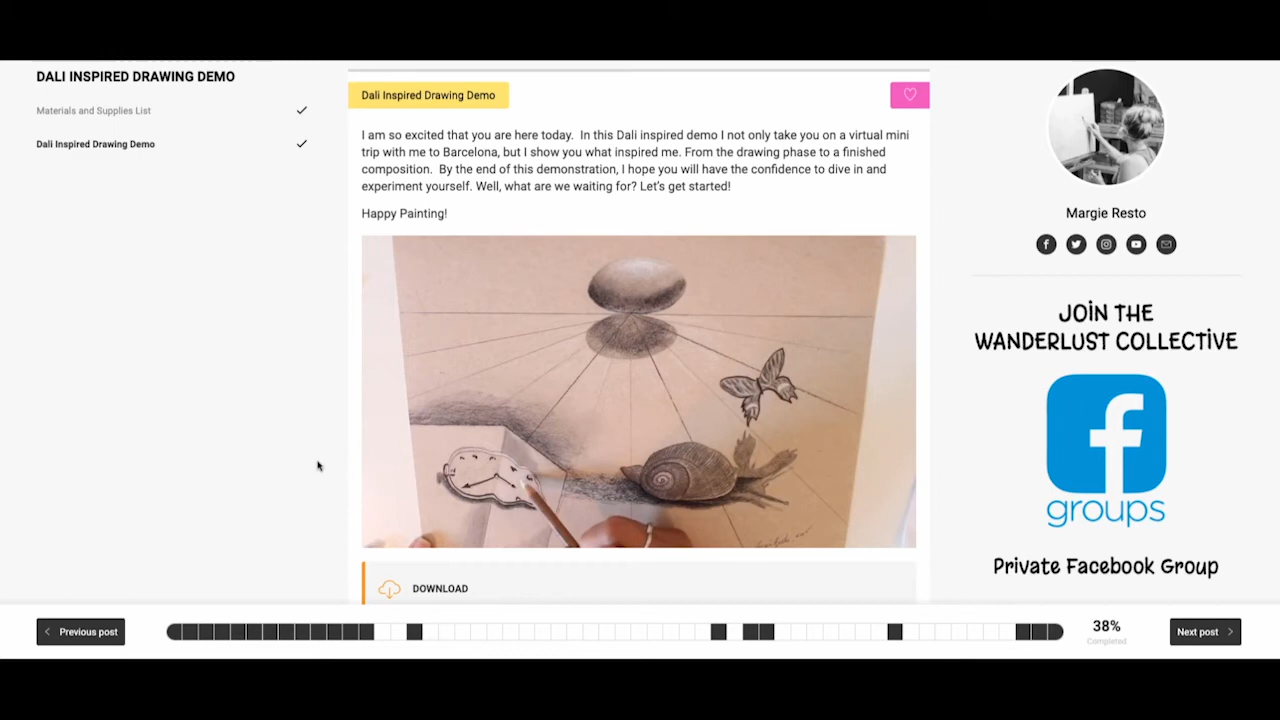 DALI INSPIRED DRAWING DEMO
Materials and Supplies List
Dali Inspired Drawing Demo
Dali Inspired Drawing Demo
I am so excited that you are here today.  In this Dali inspired demo I not only take you on a virtual mini
trip with me to Barcelona, but I show you what inspired me. From the drawing phase to a finished
composition.  By the end of this demonstration, I hope you will have the confidence to dive in and
experiment yourself. Well, what are we waiting for? Let's get started!
Happy Painting!
DOWNLOAD
Margie Resto
JOIN THE
WANDERLUST COLLECTIVE
f
groups
Private Facebook Group
Previous post
38%
Completed
Next post